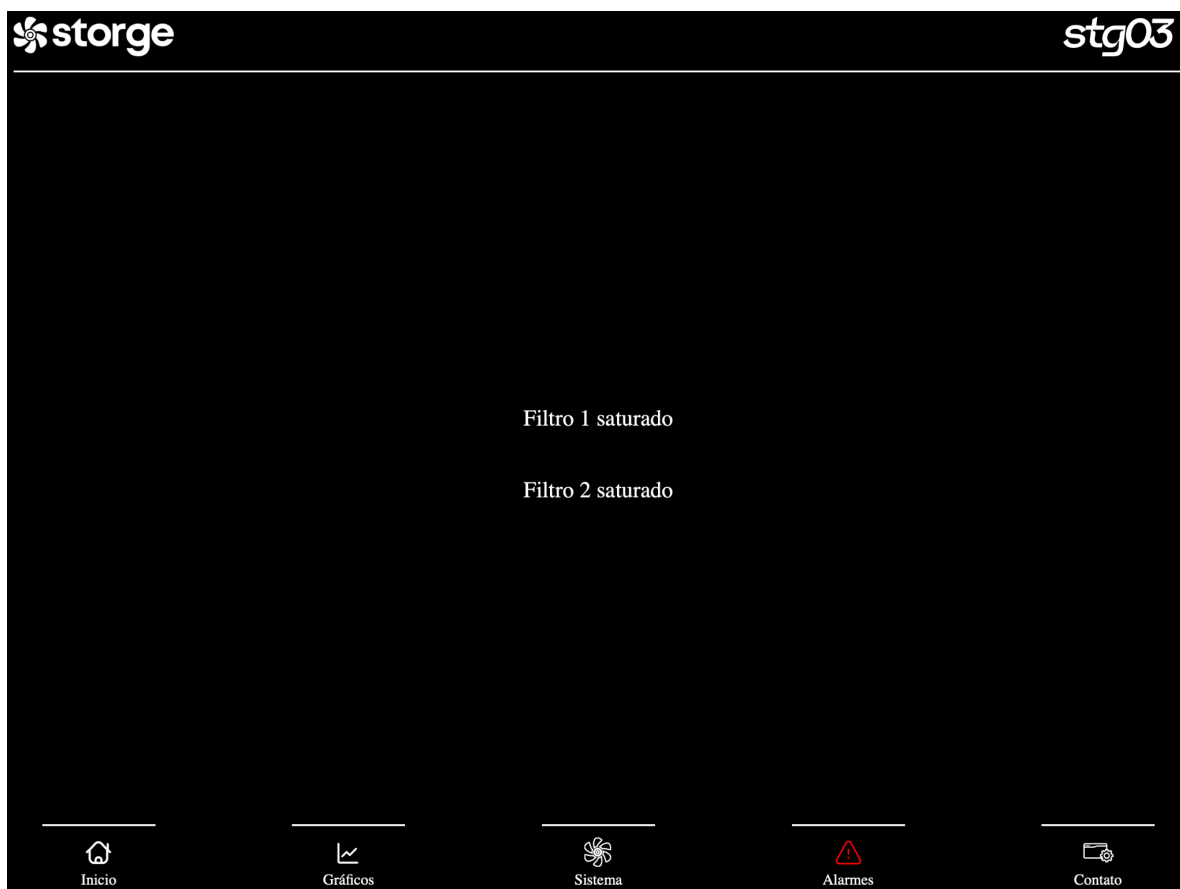 storge
stg03
Filtro 1 saturado
Filtro 2 saturado
Inicio
Gráficos
Sistema
Alarmes
Contato